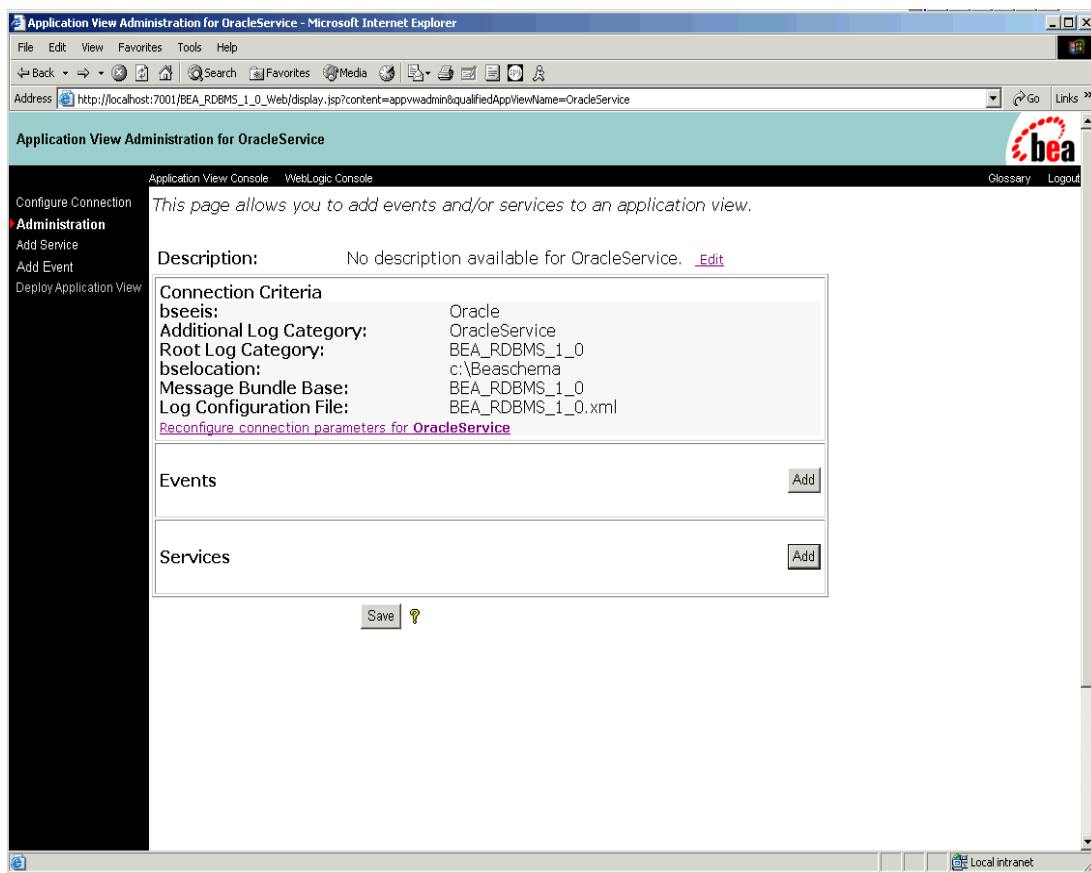 Application View Administration for OracleService - Microsoft Internet Explorer
File Edit View Favorites Tools Help
Back Search Favorites Media
Address http://localhost:7001/BEA_RDBMS_1_0_Web/display.jsp?content=appvwadmin&qualifiedAppViewName=OracleService Go Links »
Application View Administration for OracleService
bea
Application View Console WebLogic Console Glossary Logout
Configure Connection
Administration
Add Service
Add Event
Deploy Application View
This page allows you to add events and/or services to an application view.
Description: No description available for OracleService. Edit
Connection Criteria
bseeis: Oracle
Additional Log Category: OracleService
Root Log Category: BEA_RDBMS_1_0
bselocation: c:\Beaschema
Message Bundle Base: BEA_RDBMS_1_0
Log Configuration File: BEA_RDBMS_1_0.xml
Reconfigure connection parameters for OracleService
Events Add
Services Add
Save ?
Local intranet